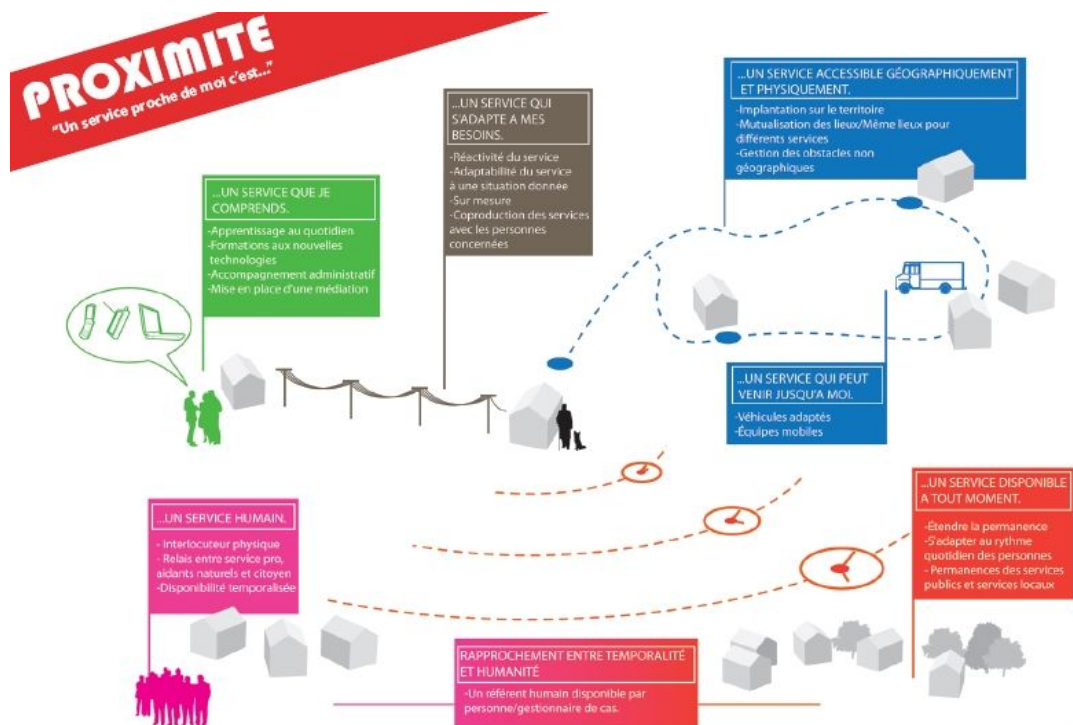 PROXIMITE
"Un service proche de moi c'est..."
...UN SERVICE QUE JE
COMPRENDS.
-Apprentissage au quotidien
-Formations aux nouvelles
technologies
-Accompagnement administratif
-Mise en place d'une médiation
...UN SERVICE QUI
S'ADAPTE A MES
BESOINS.
-Réactivité du service
-Adaptabilité du service
à une situation donnée
-Sur mesure
-Coproduction des services
avec les personnes
concernées
...UN SERVICE ACCESSIBLE GÉOGRAPHIQUEMENT
ET PHYSIQUEMENT.
-Implantation sur le territoire
-Mutualisation des lieux/Même lieux pour
différents services
-Gestion des obstacles non
géographiques
...UN SERVICE QUI PEUT
VENIR JUSQU'A MOI.
-Véhicules adaptés
-Équipes mobiles
...UN SERVICE HUMAIN.
- Interlocuteur physique
- Relais entre service pro,
aidants naturels et citoyen
-Disponibilité temporalisée
...UN SERVICE DISPONIBLE
A TOUT MOMENT.
-Étendre la permanence
-S'adapter au rythme
quotidien des personnes
- Permanences des services
publics et services locaux
RAPPROCHEMENT ENTRE TEMPORALITÉ
ET HUMANITÉ
-Un référent humain disponible par
personne/gestionnaire de cas.